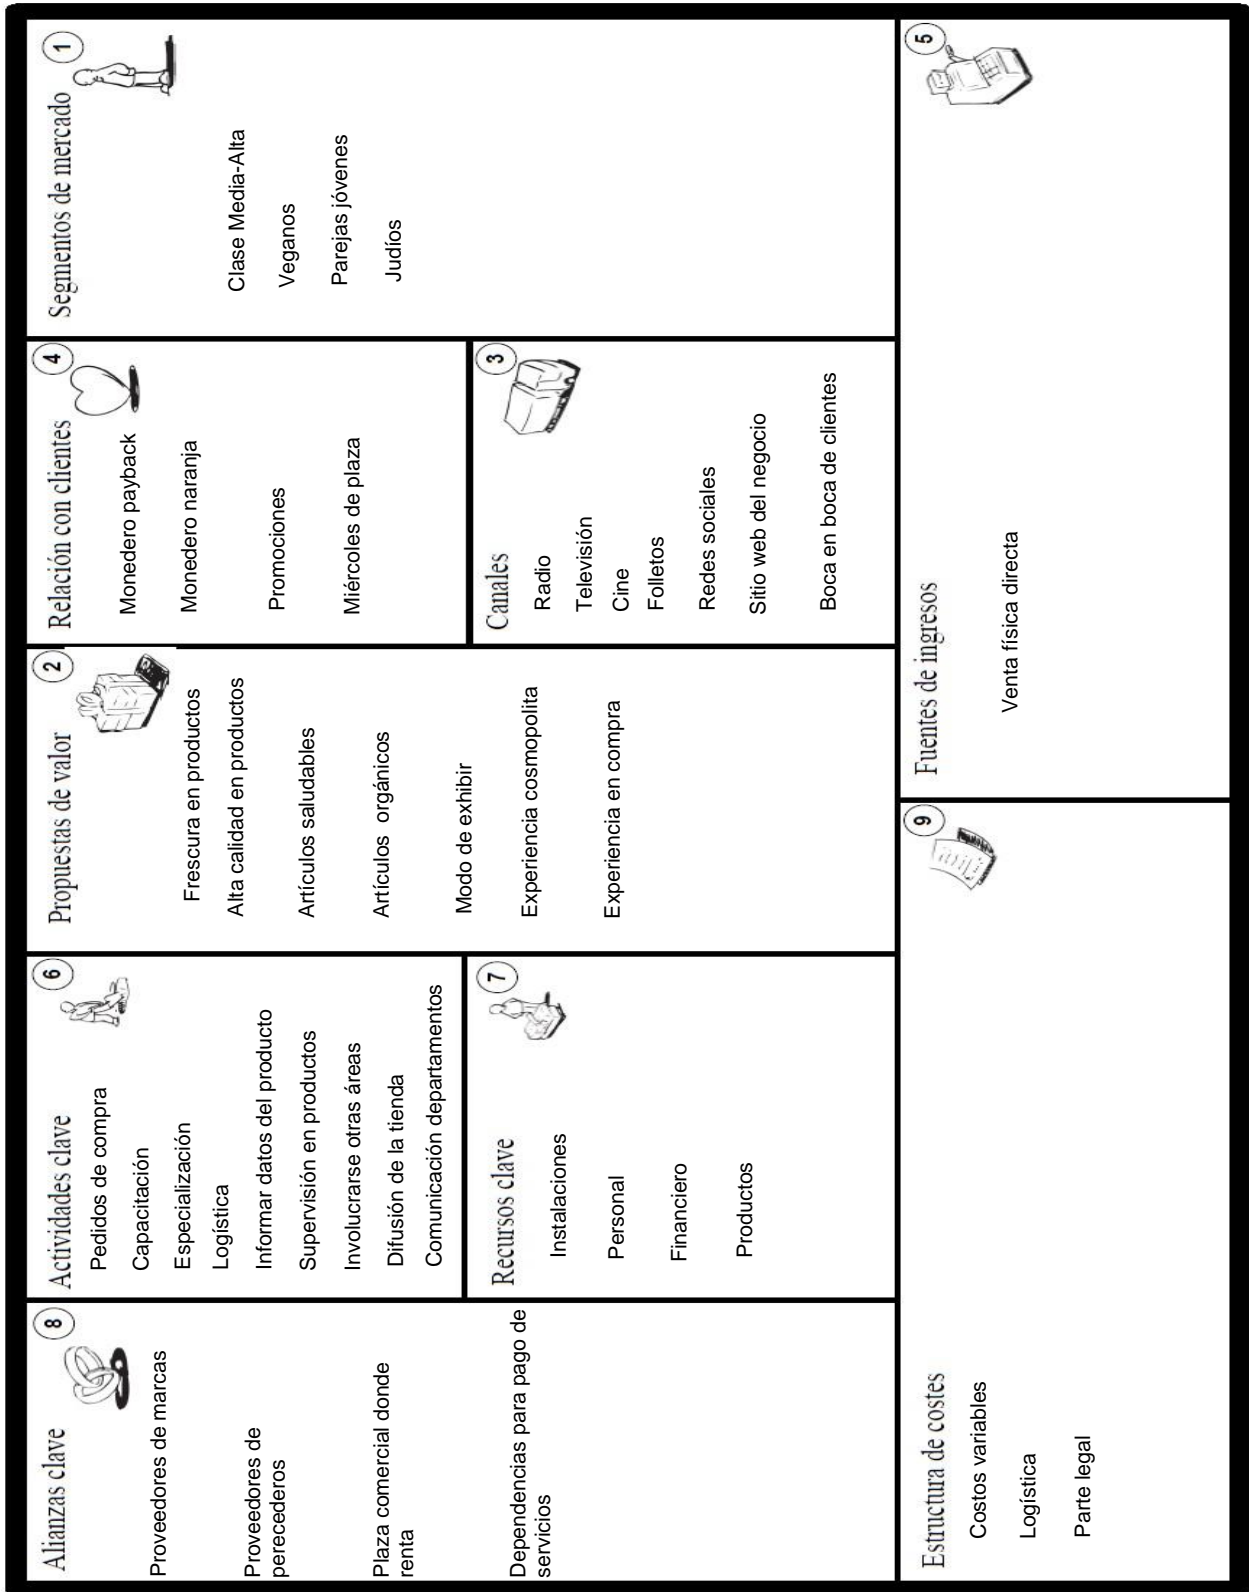 Alianzas clave
8
Proveedores de marcas
Proveedores de
perecederos
Plaza comercial donde
renta
Dependencias para pago de
servicios
Actividades clave
6
Pedidos de compra
Capacitación
Especialización
Logística
Informar datos del producto
Supervisión en productos
Involucrarse otras áreas
Difusión de la tienda
Comunicación departamentos
Recursos clave
7
Instalaciones
Personal
Financiero
Productos
Propuestas de valor
2
Frescura en productos
Alta calidad en productos
Artículos saludables
Artículos orgánicos
Modo de exhibir
Experiencia cosmopolita
Experiencia en compra
Relación con clientes
4
Monedero payback
Monedero naranja
Promociones
Miércoles de plaza
Canales
3
Radio
Televisión
Cine
Folletos
Redes sociales
Sitio web del negocio
Boca en boca de clientes
Segmentos de mercado
1
Clase Media-Alta
Veganos
Parejas jóvenes
Judíos
Estructura de costes
9
Costos variables
Logística
Parte legal
Fuentes de ingresos
5
Venta física directa